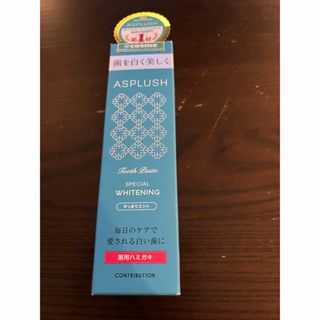 ASPLUSH
第1位
@cosme
歯を白く美しく
ASPLUSH
Tooth Paste
SPECIAL
WHITENING
すっきりミント
毎日のケアで
愛される白い歯に
薬用ハミガキ
CONTRIBUTION